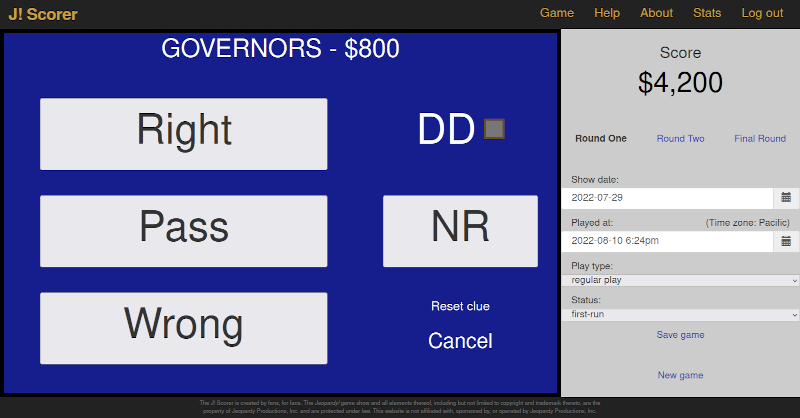 J! Scorer
Game Help About Stats Log out
GOVERNORS - $800
Right
DD
Pass
NR
Wrong
Reset clue
Cancel
Score
$4,200
Round One Round Two Final Round
Show date:
2022-07-29
Played at: (Time zone: Pacific)
2022-08-10 6:24pm
Play type:
regular play
Status:
first-run
Save game
New game
The J! Scorer is created by fans, for fans. The Jeopardy! game show and all elements thereof, including but not limited to copyright and trademark thereto, are the
property of Jeopardy Productions, Inc. and are protected under law. This website is not affiliated with, sponsored by, or operated by Jeopardy Productions, Inc.